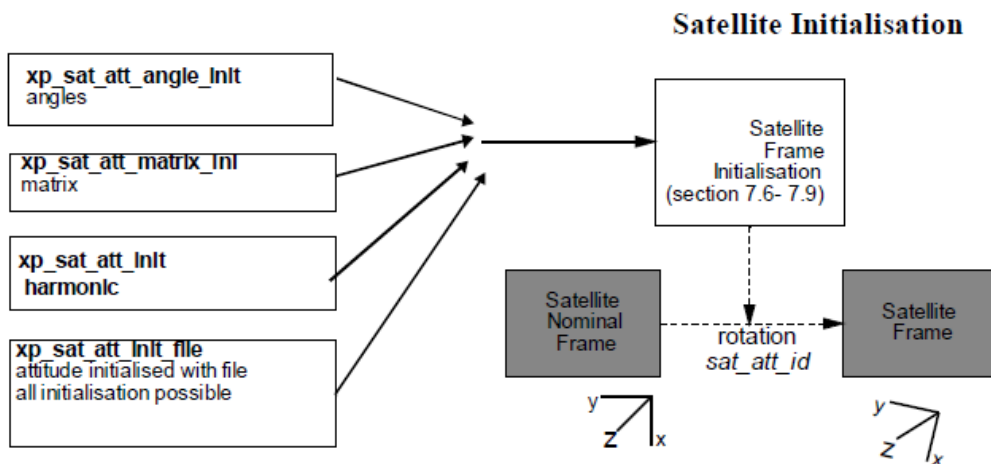 Satellite Initialisation
xp_sat_att_angle_init
angles
xp_sat_att_matrix_ini
matrix
xp_sat_att_init
harmonic
xp_sat_att_init_file
attitude initialised with file
all initialisation possible
Satellite
Frame
Initialisation
(section 7.6- 7.9)
Satellite
Nominal
Frame
rotation
sat_att_id
Satellite
Frame
y
z
x
y
z
x